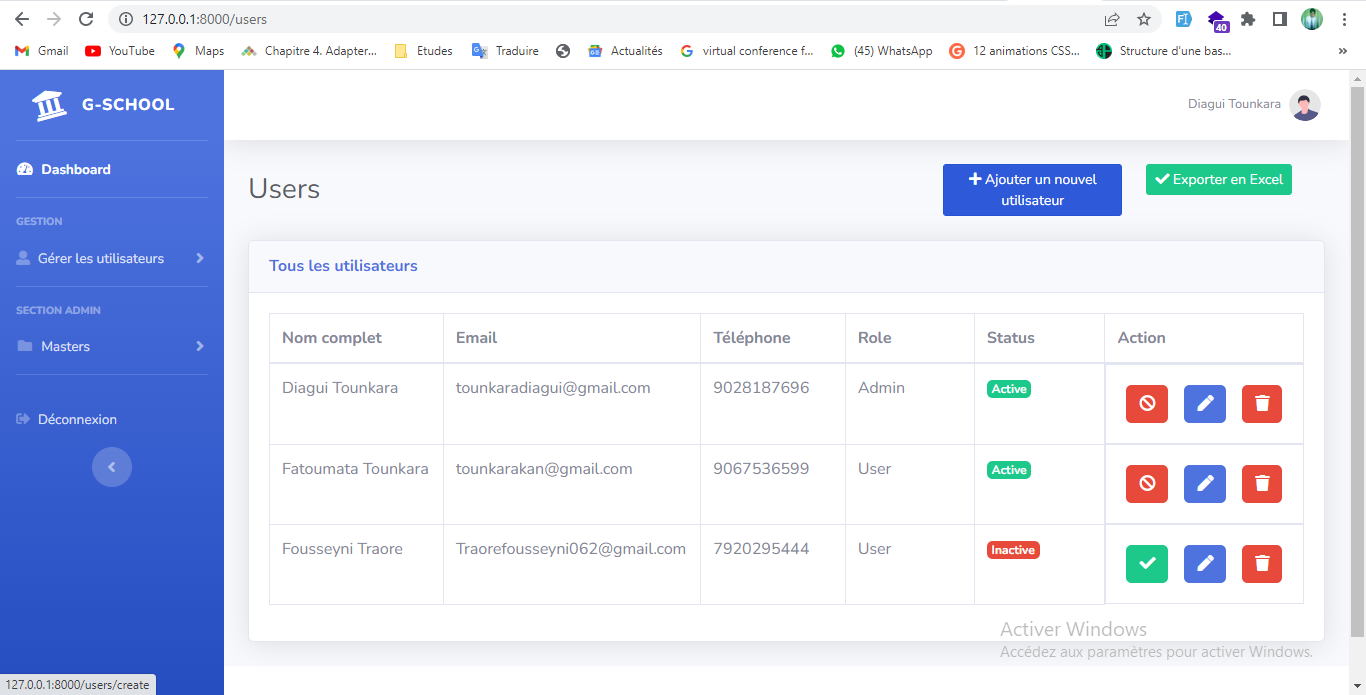 127.0.0.1:8000/users
40
Gmail YouTube Maps Chapitre 4. Adapter... Etudes Traduire Actualités virtual conference f... (45) WhatsApp 12 animations CSS... Structure d'une bas... »
G-SCHOOL
Diagui Tounkara
Dashboard
Users
Ajouter un nouvel
utilisateur
Exporter en Excel
GESTION
Gérer les utilisateurs
SECTION ADMIN
Masters
Déconnexion
Tous les utilisateurs
Nom complet Email Téléphone Role Status Action
Diagui Tounkara tounkaradiagui@gmail.com 9028187696 Admin Active
Fatoumata Tounkara tounkarakan@gmail.com 9067536599 User Active
Fousseyni Traore Traorefousseyni062@gmail.com 7920295444 User Inactive
Activer Windows
Accédez aux paramètres pour activer Windows.
127.0.0.1:8000/users/create